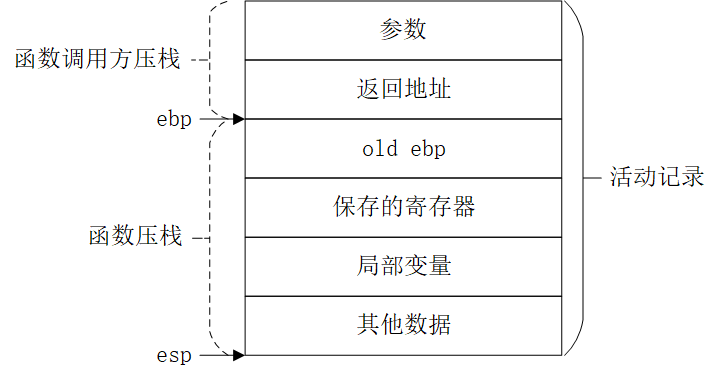 参数
函数调用方压栈
返回地址
ebp
old ebp
活动记录
保存的寄存器
函数压栈
局部变量
其他数据
esp